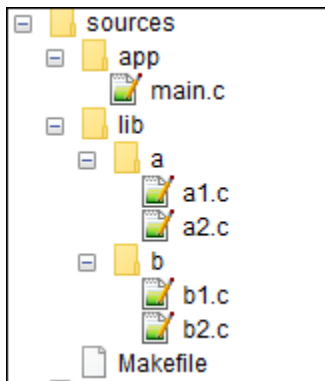 sources
app
main.c
lib
a
a1.c
a2.c
b
b1.c
b2.c
Makefile